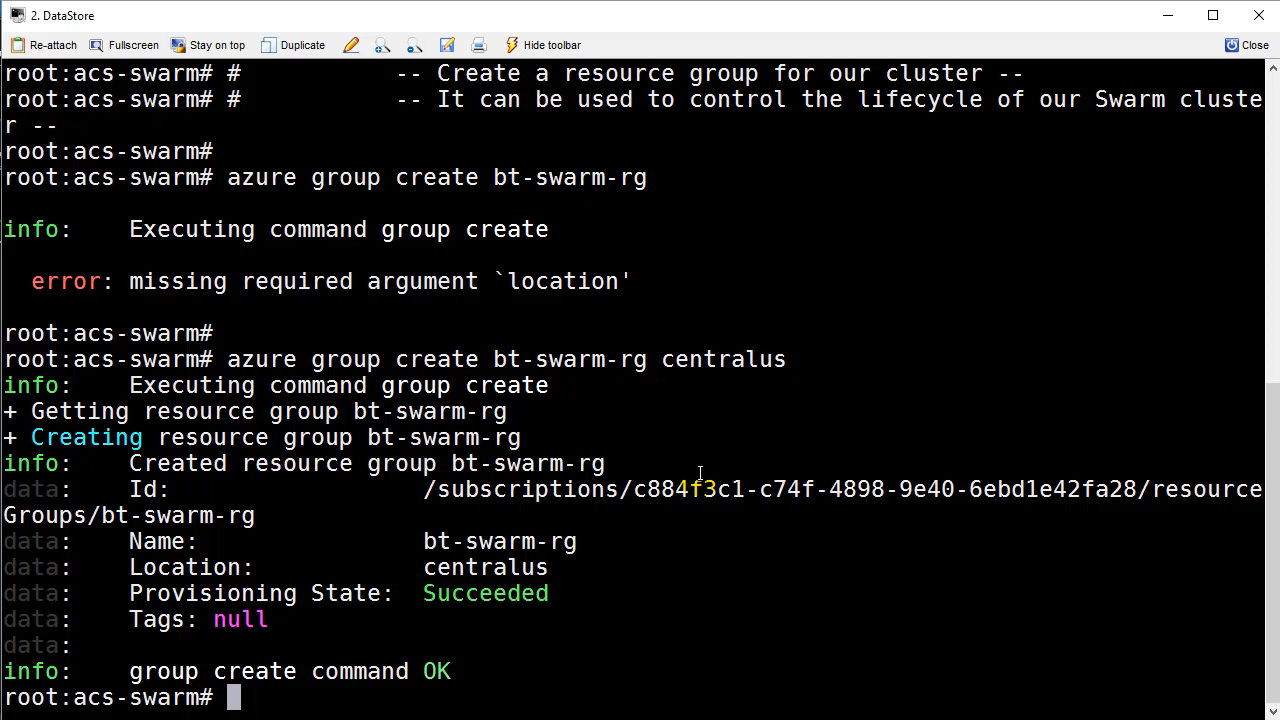 2. DataStore
Re-attach Fullscreen Stay on top Duplicate Hide toolbar Close
root:acs-swarm# #             -- Create a resource group for our cluster --
root:acs-swarm# #             -- It can be used to control the lifecycle of our Swarm cluste
r --
root:acs-swarm#
root:acs-swarm# azure group create bt-swarm-rg
info:    Executing command group create
  error: missing required argument `location'
root:acs-swarm#
root:acs-swarm# azure group create bt-swarm-rg centralus
info:    Executing command group create
+ Getting resource group bt-swarm-rg
+ Creating resource group bt-swarm-rg
info:    Created resource group bt-swarm-rg
data:    Id:                  /subscriptions/c884f3c1-c74f-4898-9e40-6ebd1e42fa28/resource
Groups/bt-swarm-rg
data:    Name:                bt-swarm-rg
data:    Location:            centralus
data:    Provisioning State:  Succeeded
data:    Tags: null
data:
info:    group create command OK
root:acs-swarm#